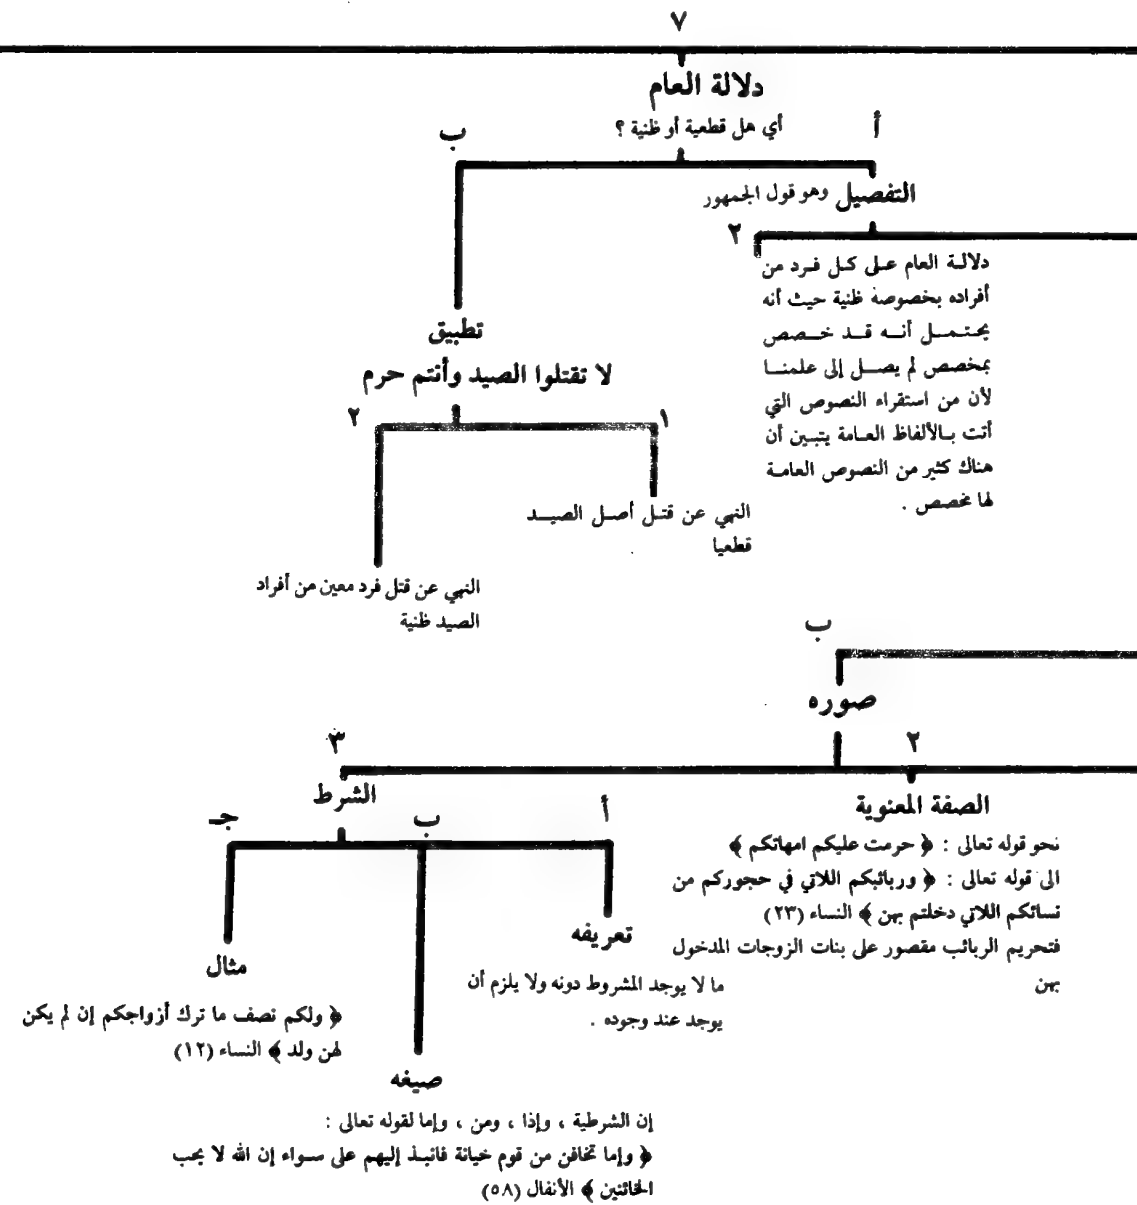 ٧
دلالة العام
أي هل قطعية أو ظنية ؟
أ
ب
التفصيل وهو قول الجمهور
٢
دلالة العام على كل فرد من
أفراده بخصوصه ظنية حيث أنه
يحتمل أنه قد خصص
بمخصص لم يصل إلى علمنا
لأن من استقراء النصوص التي
أتت بالألفاظ العامة يتبين أن
هناك كثير من النصوص العامة
لها مخصص .
تطبيق
لا تقتلوا الصيد وأنتم حرم
١
٢
النهي عن قتل أصل الصيد
قطعيا
النهي عن قتل فرد معين من أفراد
الصيد ظنية
ب
صوره
٢
٣
الصفة المعنوية
نحو قوله تعالى : ﴿ حرمت عليكم امهاتكم ﴾
الى قوله تعالى : ﴿ وربائبكم اللاتي في حجوركم من
نسائكم اللاتي دخلتم بهن ﴾ النساء (٢٣)
فتحريم الربائب مقصور على بنات الزوجات المدخول
بهن
الشرط
أ
ب
جـ
تعريفه
ما لا يوجد المشروط دونه ولا يلزم أن
يوجد عند وجوده .
مثال
﴿ ولكم نصف ما ترك أزواجكم إن لم يكن
لهن ولد ﴾ النساء (١٢)
صيغه
إن الشرطية ، وإذا ، ومن ، وإما لقوله تعالى :
﴿ وإما تخافن من قوم خيانة فانبذ إليهم على سواء إن الله لا يحب
الخائنين ﴾ الأنفال (٥٨)